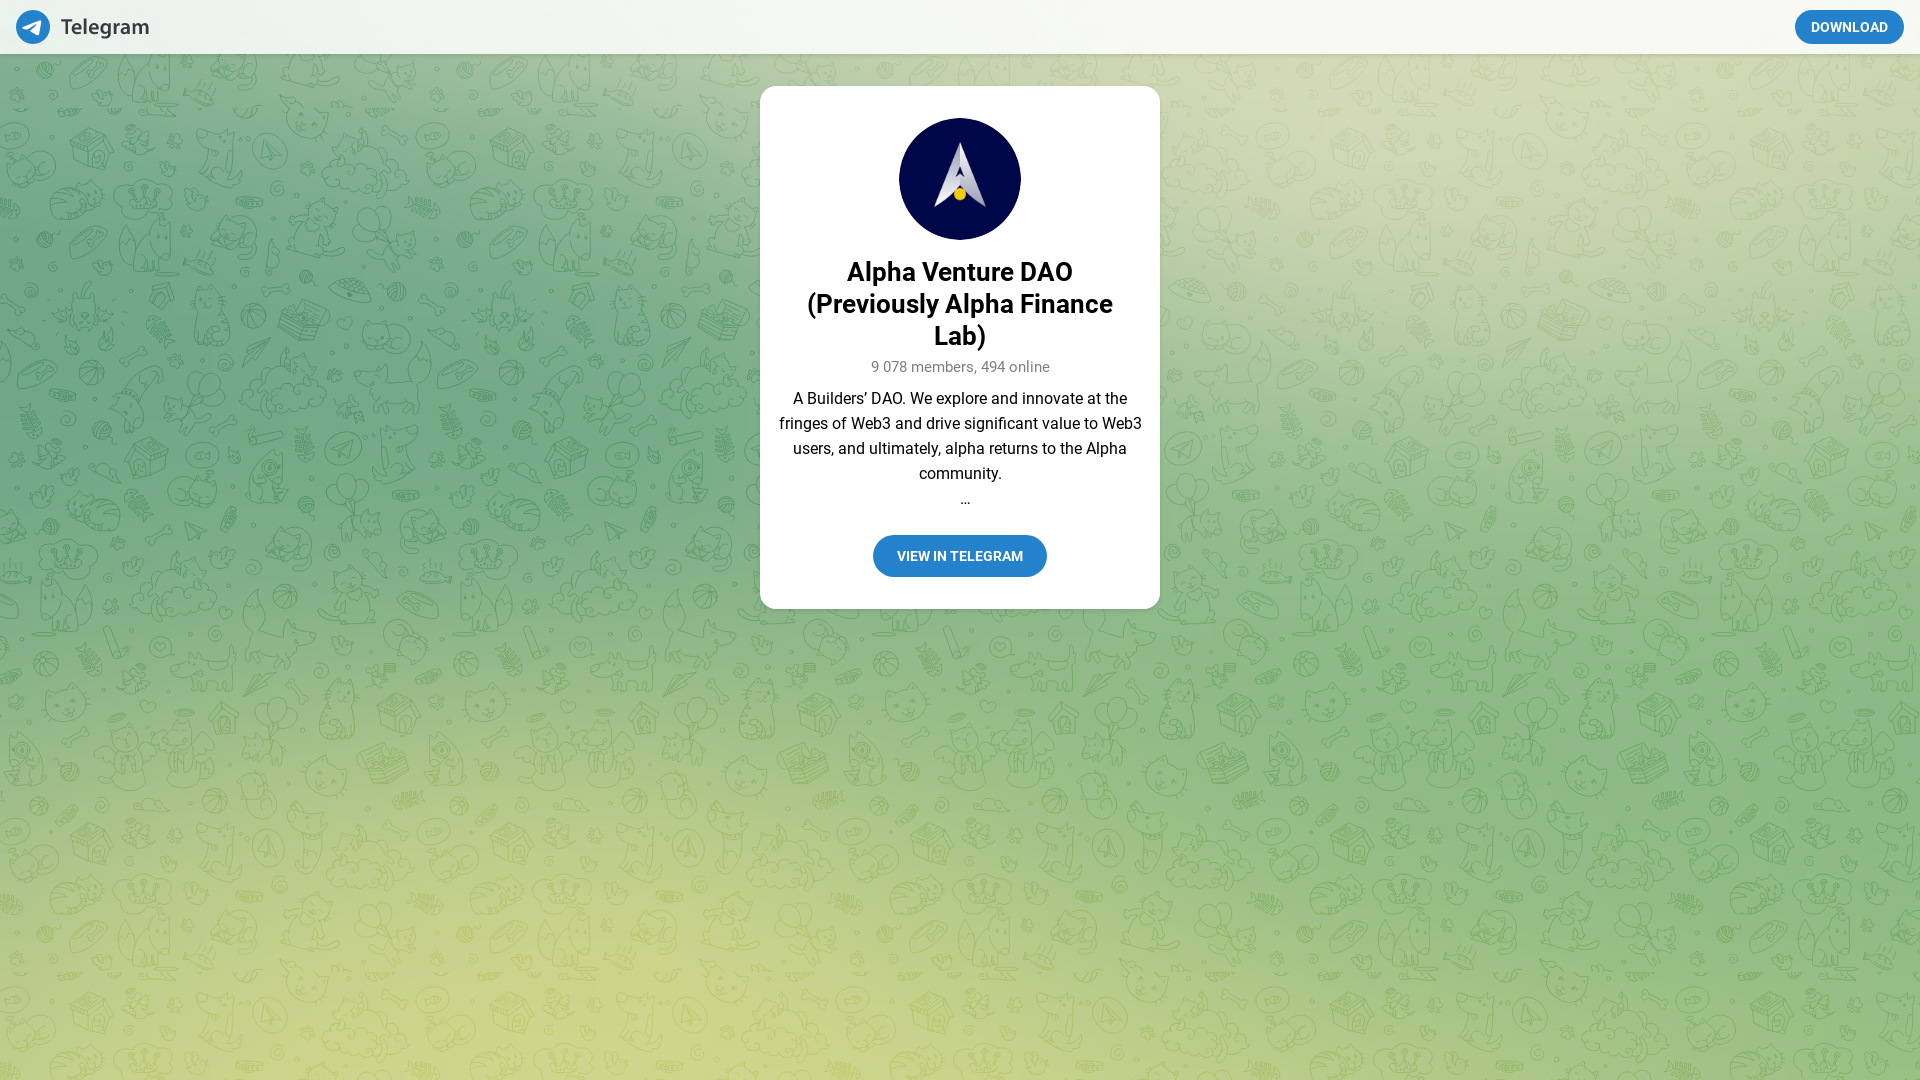 Telegram
DOWNLOAD
Alpha Venture DAO
(Previously Alpha Finance
Lab)
9 078 members, 494 online
A Builders’ DAO. We explore and innovate at the
fringes of Web3 and drive significant value to Web3
users, and ultimately, alpha returns to the Alpha
community.
…
VIEW IN TELEGRAM